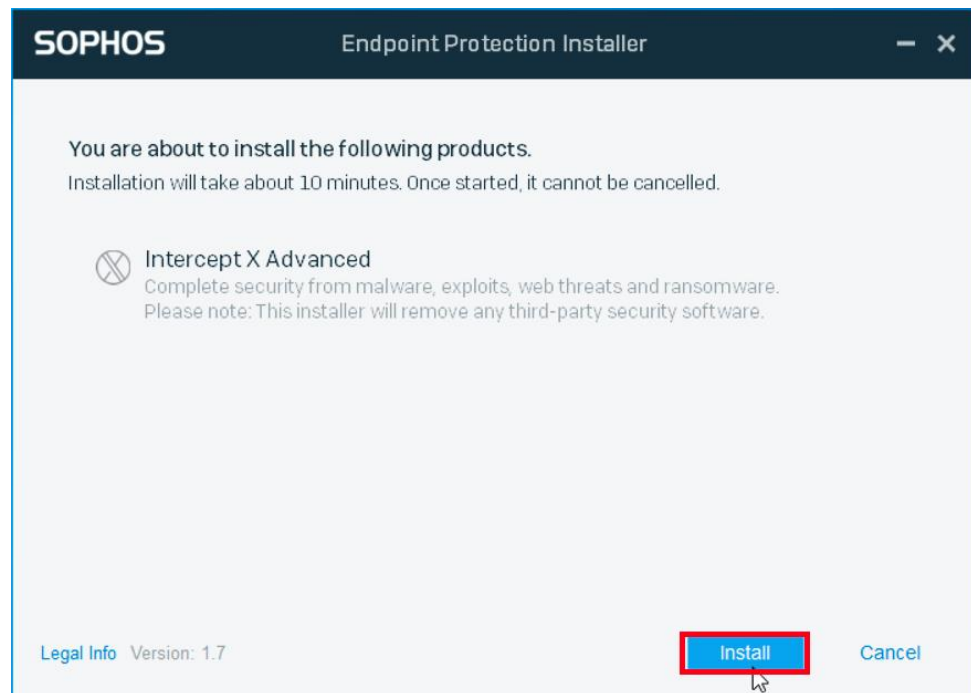 SOPHOS Endpoint Protection Installer
You are about to install the following products.
Installation will take about 10 minutes. Once started, it cannot be cancelled.
Intercept X Advanced
Complete security from malware, exploits, web threats and ransomware.
Please note: This installer will remove any third-party security software.
Legal Info Version: 1.7 Install Cancel